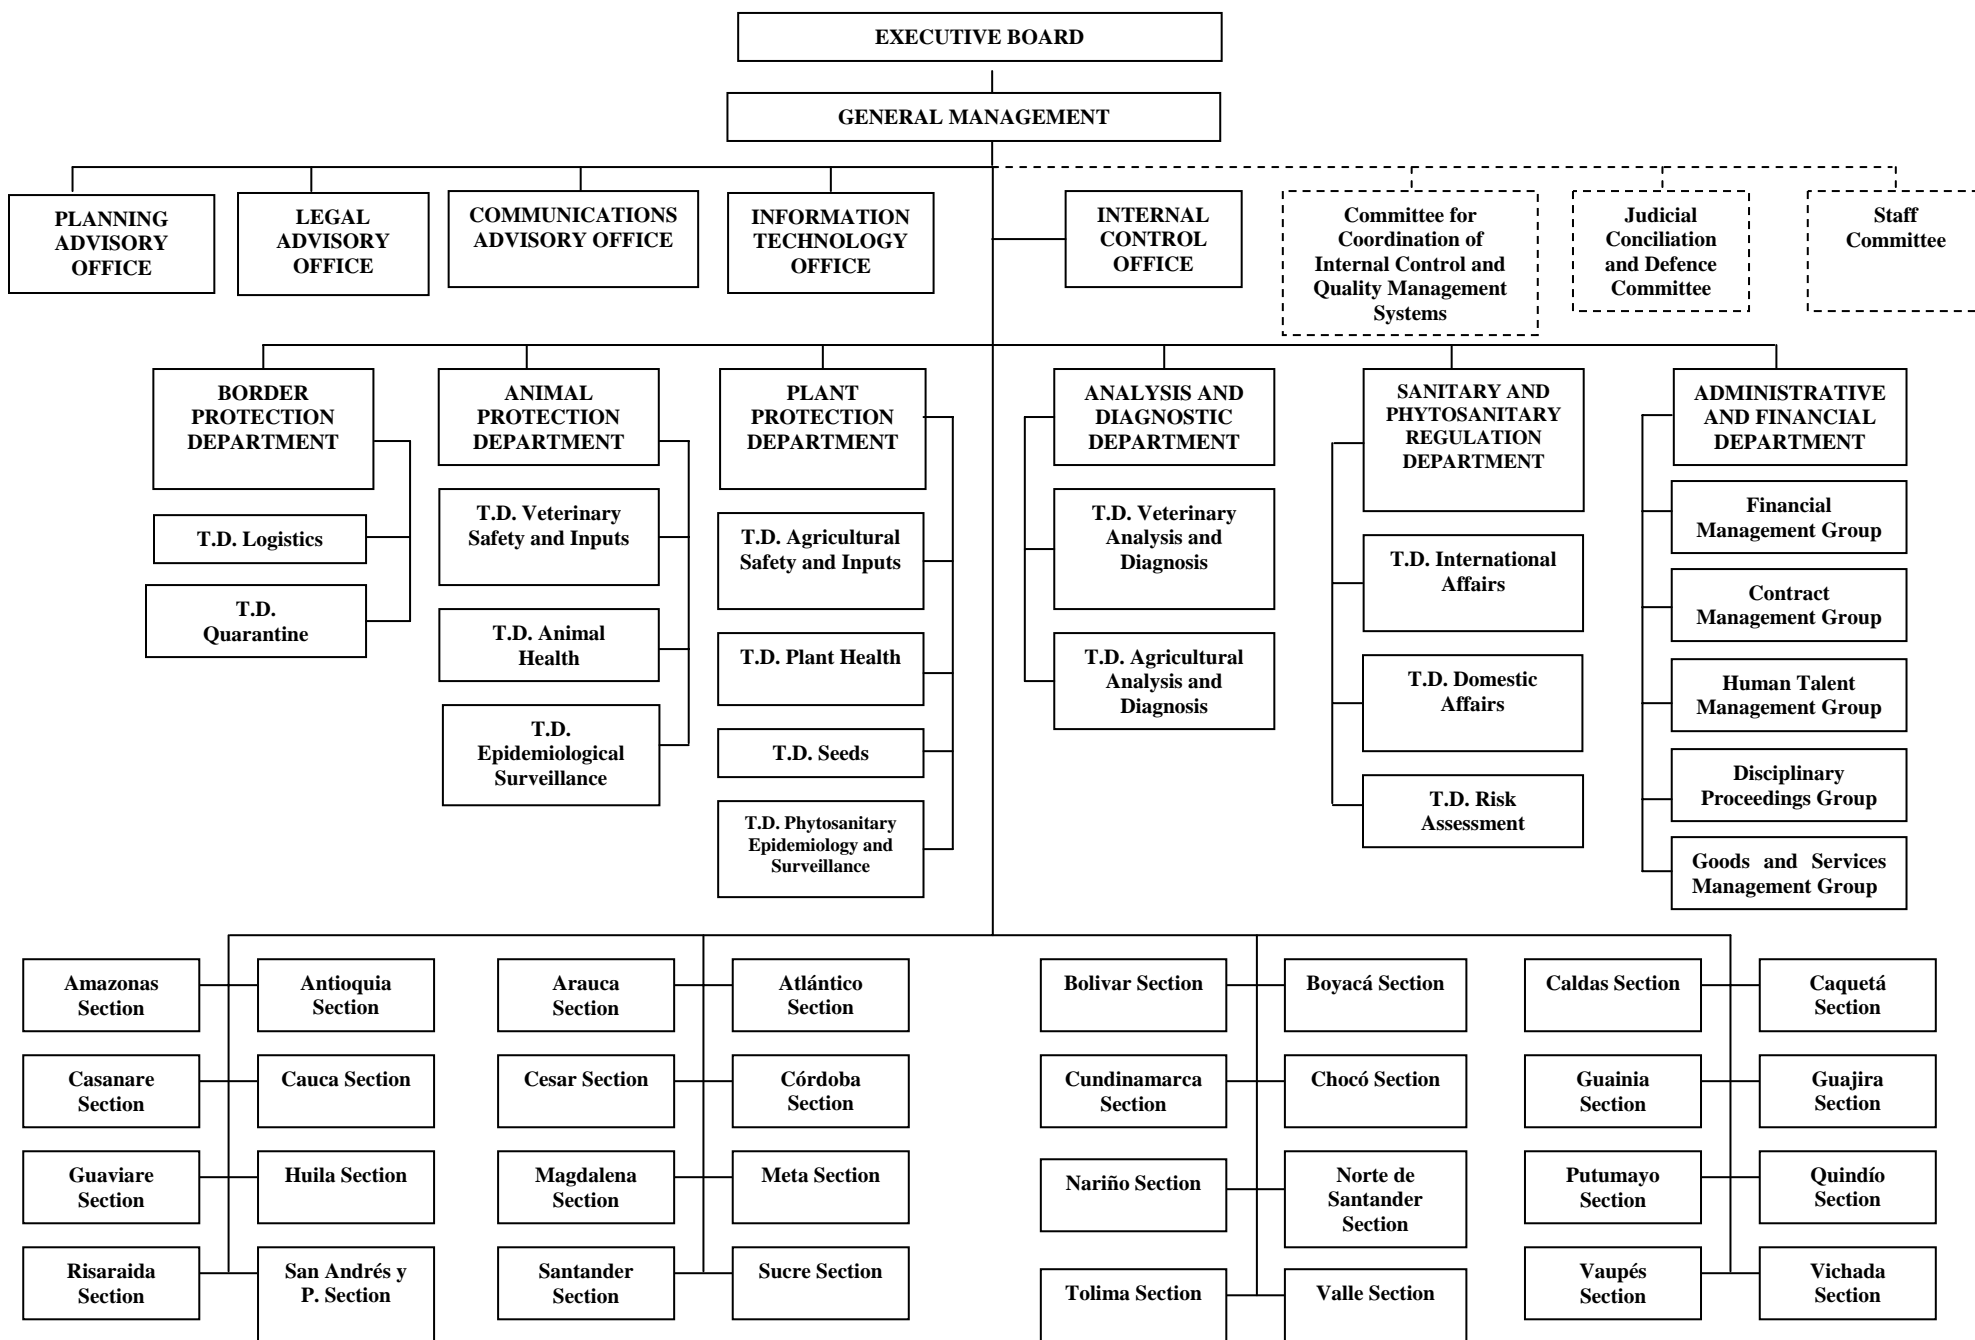 EXECUTIVE BOARD
GENERAL MANAGEMENT
PLANNING
ADVISORY
OFFICE
LEGAL
ADVISORY
OFFICE
COMMUNICATIONS
ADVISORY OFFICE
INFORMATION
TECHNOLOGY
OFFICE
INTERNAL
CONTROL
OFFICE
Committee for
Coordination of
Internal Control and
Quality Management
Systems
Judicial
Conciliation
and Defence
Committee
Staff
Committee
BORDER
PROTECTION
DEPARTMENT
T.D. Logistics
T.D.
Quarantine
ANIMAL
PROTECTION
DEPARTMENT
T.D. Veterinary
Safety and Inputs
T.D. Animal
Health
T.D.
Epidemiological
Surveillance
PLANT
PROTECTION
DEPARTMENT
T.D. Agricultural
Safety and Inputs
T.D. Plant Health
T.D. Seeds
T.D. Phytosanitary
Epidemiology and
Surveillance
ANALYSIS AND
DIAGNOSTIC
DEPARTMENT
T.D. Veterinary
Analysis and
Diagnosis
T.D. Agricultural
Analysis and
Diagnosis
SANITARY AND
PHYTOSANITARY
REGULATION
DEPARTMENT
T.D. International
Affairs
T.D. Domestic
Affairs
T.D. Risk
Assessment
ADMINISTRATIVE
AND FINANCIAL
DEPARTMENT
Financial
Management Group
Contract
Management Group
Human Talent
Management Group
Disciplinary
Proceedings Group
Goods and Services
Management Group
Amazonas
Section
Antioquia
Section
Arauca
Section
Atlántico
Section
Bolivar Section
Boyacá Section
Caldas Section
Caquetá
Section
Casanare
Section
Cauca Section
Cesar Section
Córdoba
Section
Cundinamarca
Section
Chocó Section
Guainia
Section
Guajira
Section
Guaviare
Section
Huila Section
Magdalena
Section
Meta Section
Nariño Section
Norte de
Santander
Section
Putumayo
Section
Quindío
Section
Risaraida
Section
San Andrés y
P. Section
Santander
Section
Sucre Section
Tolima Section
Valle Section
Vaupés
Section
Vichada
Section